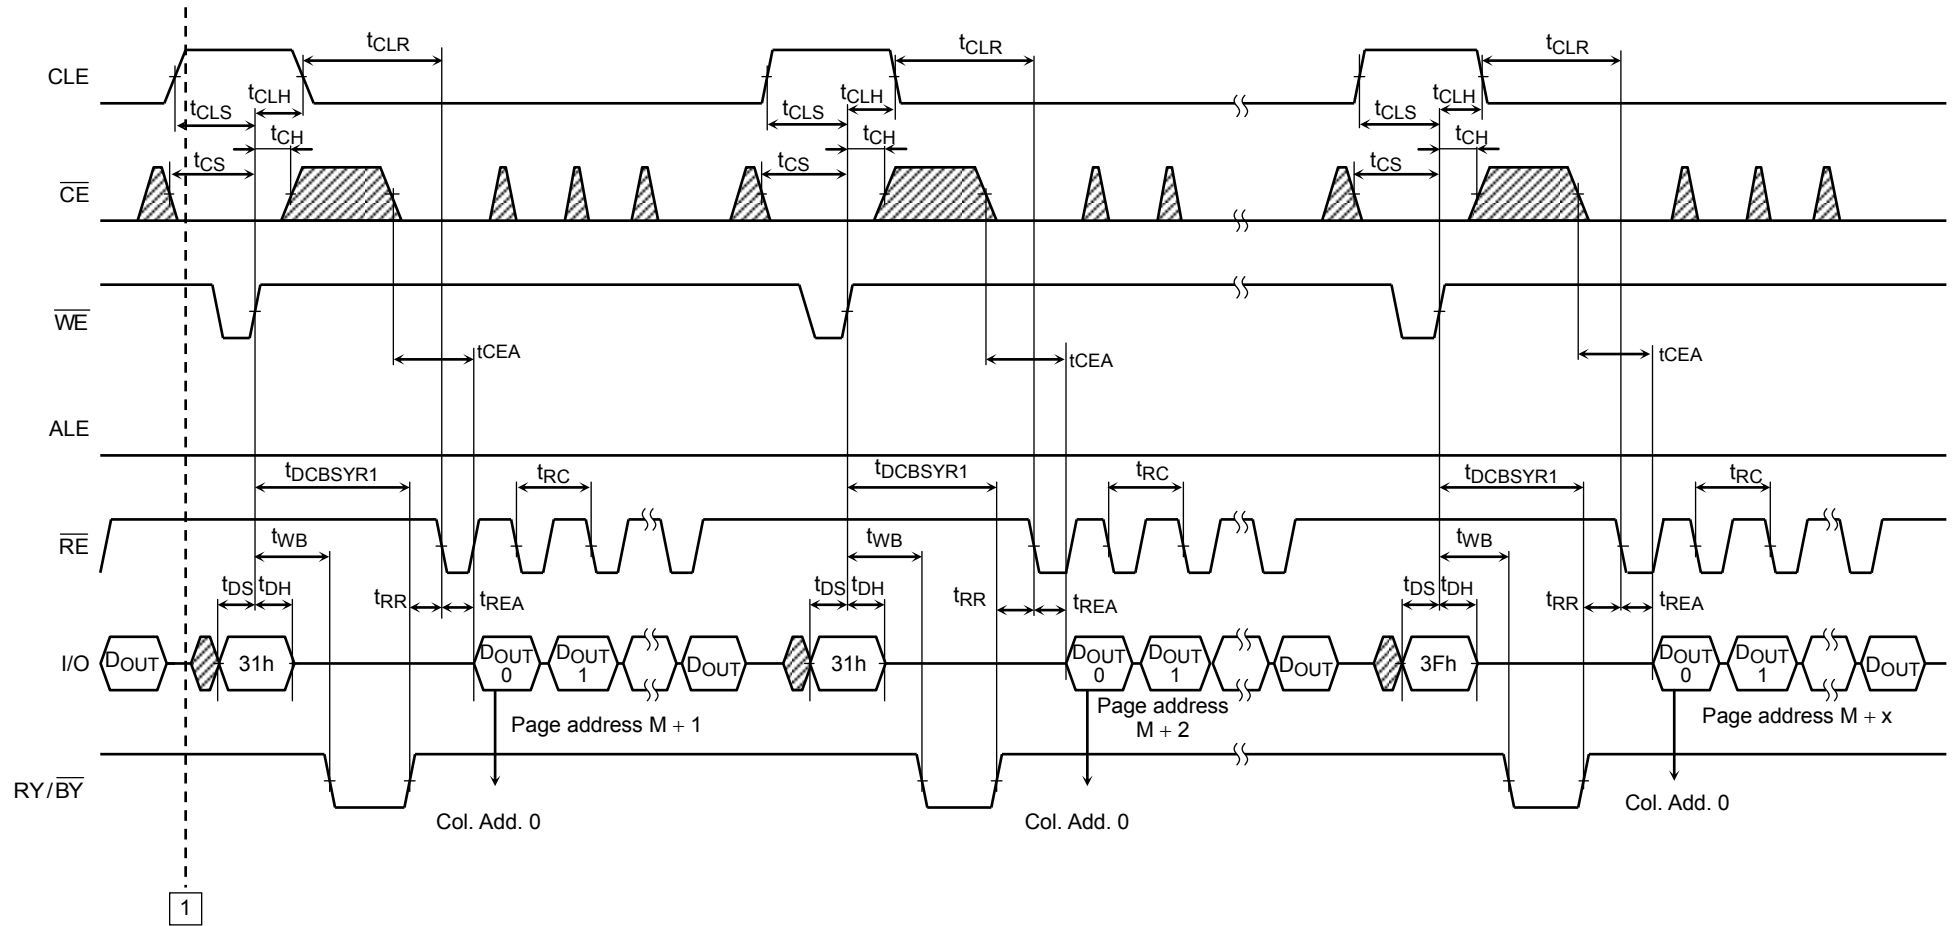 tCLR tCLR tCLR
CLE
tCLH tCLH tCLH
tCLS tCLS tCLS
tCH tCH tCH
tCS tCS tCS
CE
WE
tCEA tCEA tCEA
ALE
tDCBSYR1 tRC tDCBSYR1 tRC tDCBSYR1 tRC
RE
tWB tWB tWB
tDS tDH tDS tDH tDS tDH
tRR tREA tRR tREA tRR tREA
I/O DOUT 31h DOUT 0 DOUT 1 DOUT 31h DOUT 0 DOUT 1 DOUT 3Fh DOUT 0 DOUT 1 DOUT
Page address M + 1
Page address
M + 2
Page address M + x
RY/BY
Col. Add. 0 Col. Add. 0 Col. Add. 0
1